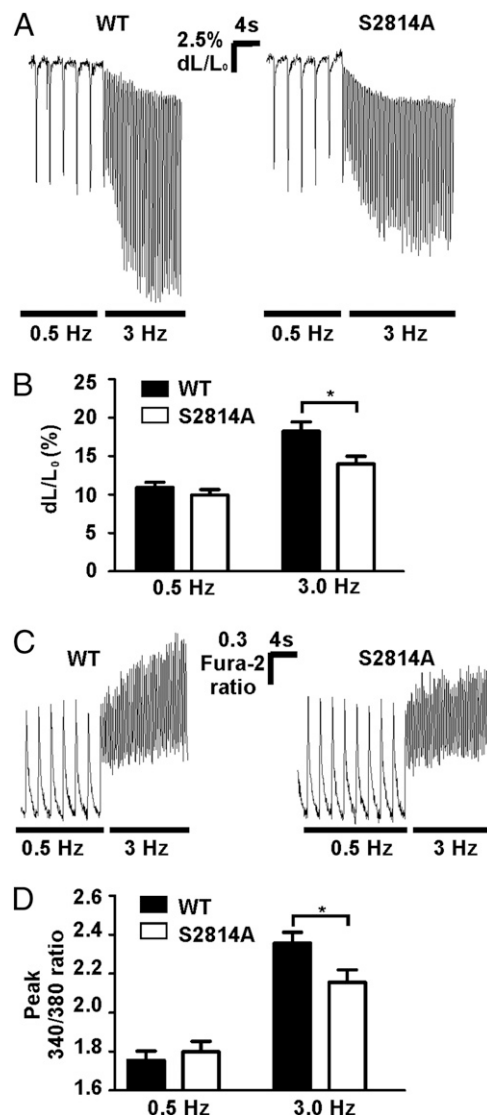 A
WT
4s
2.5%
dL/L₀
S2814A
0.5 Hz
3 Hz
0.5 Hz
3 Hz
B
25
20
15
10
5
0
dL/L₀ (%)
WT
S2814A
*
0.5 Hz
3.0 Hz
C
WT
0.3
4s
Fura-2
ratio
S2814A
0.5 Hz
3 Hz
0.5 Hz
3 Hz
D
2.6
2.4
2.2
2.0
1.8
1.6
Peak
340/380 ratio
WT
S2814A
*
0.5 Hz
3.0 Hz